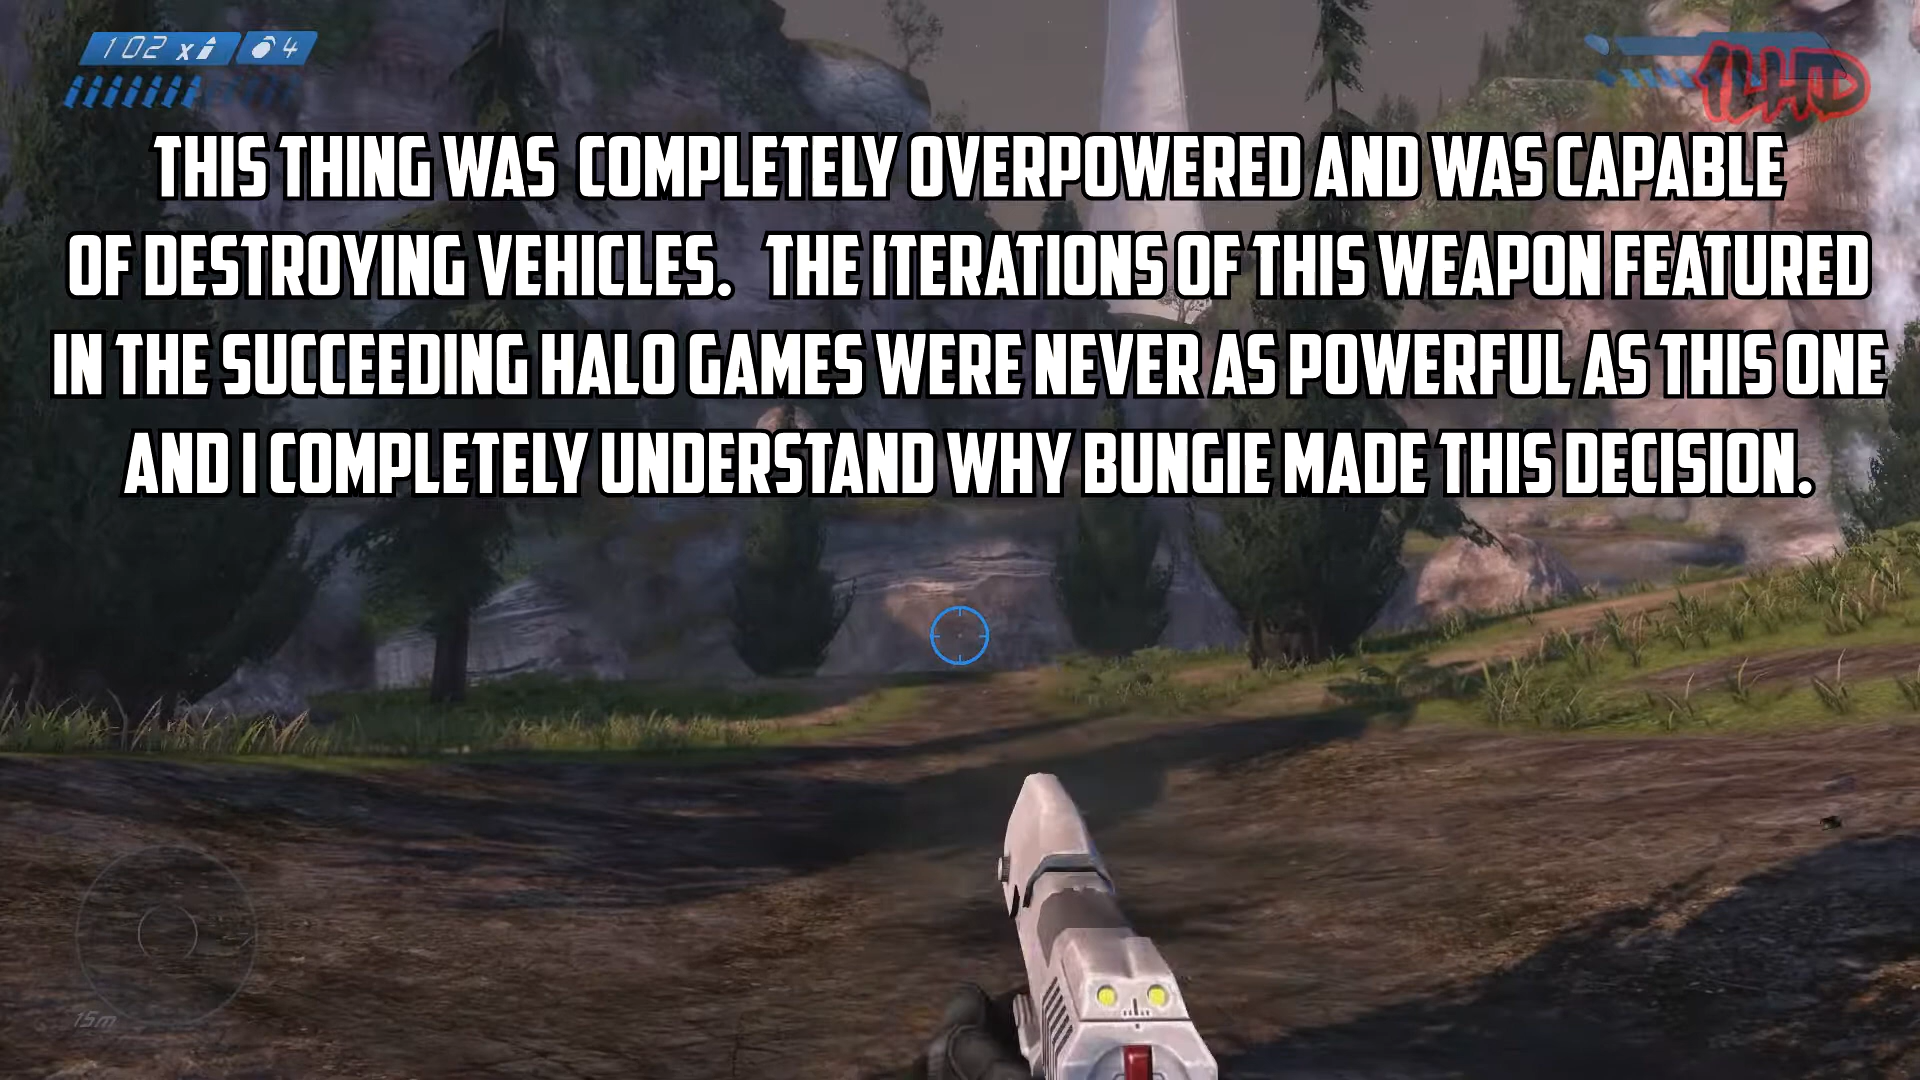 102 x
4
1LHD
THIS THING WAS COMPLETELY OVERPOWERED AND WAS CAPABLE
OF DESTROYING VEHICLES. THE ITERATIONS OF THIS WEAPON FEATURED
IN THE SUCCEEDING HALO GAMES WERE NEVER AS POWERFUL AS THIS ONE
AND I COMPLETELY UNDERSTAND WHY BUNGIE MADE THIS DECISION.
15m